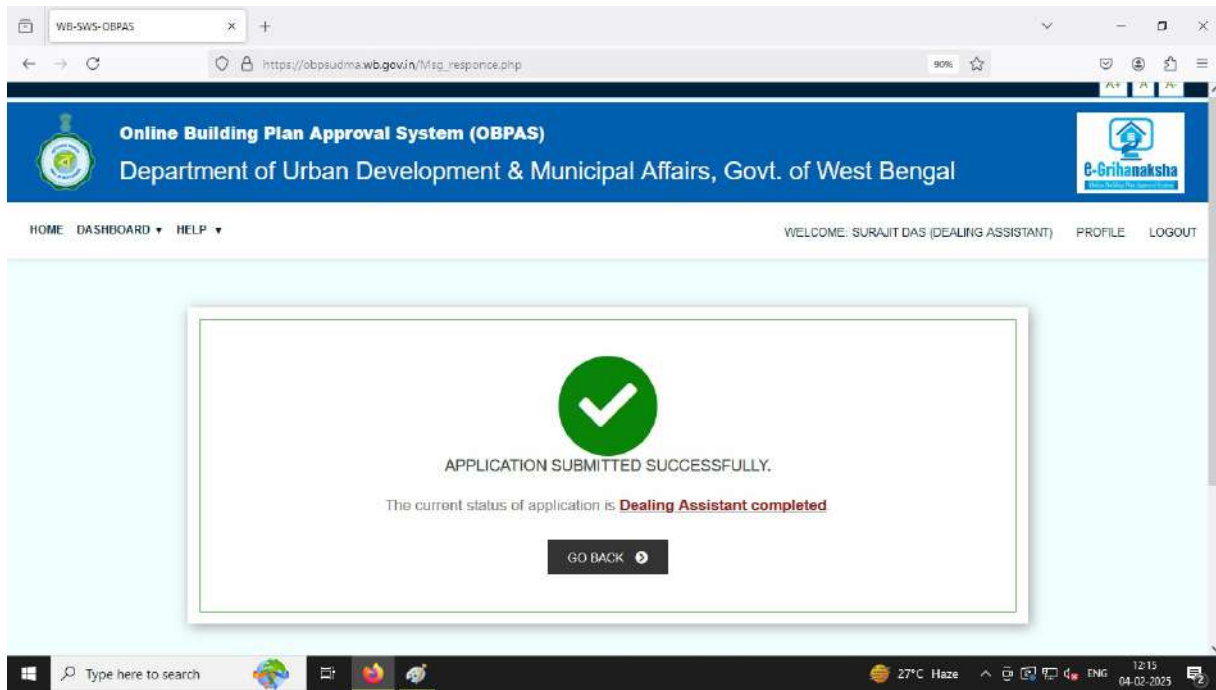 WB-SWS-OBPAS
https://obpsudma.wb.gov.in/Msg_responce.php
90%
A+ A A-
Online Building Plan Approval System (OBPAS)
Department of Urban Development & Municipal Affairs, Govt. of West Bengal
e-Grihanaksha
HOME DASHBOARD HELP
WELCOME: SURAJIT DAS (DEALING ASSISTANT) PROFILE LOGOUT
APPLICATION SUBMITTED SUCCESSFULLY.
The current status of application is Dealing Assistant completed
GO BACK
Type here to search
27°C Haze
ENG
12:15
04-02-2025
2